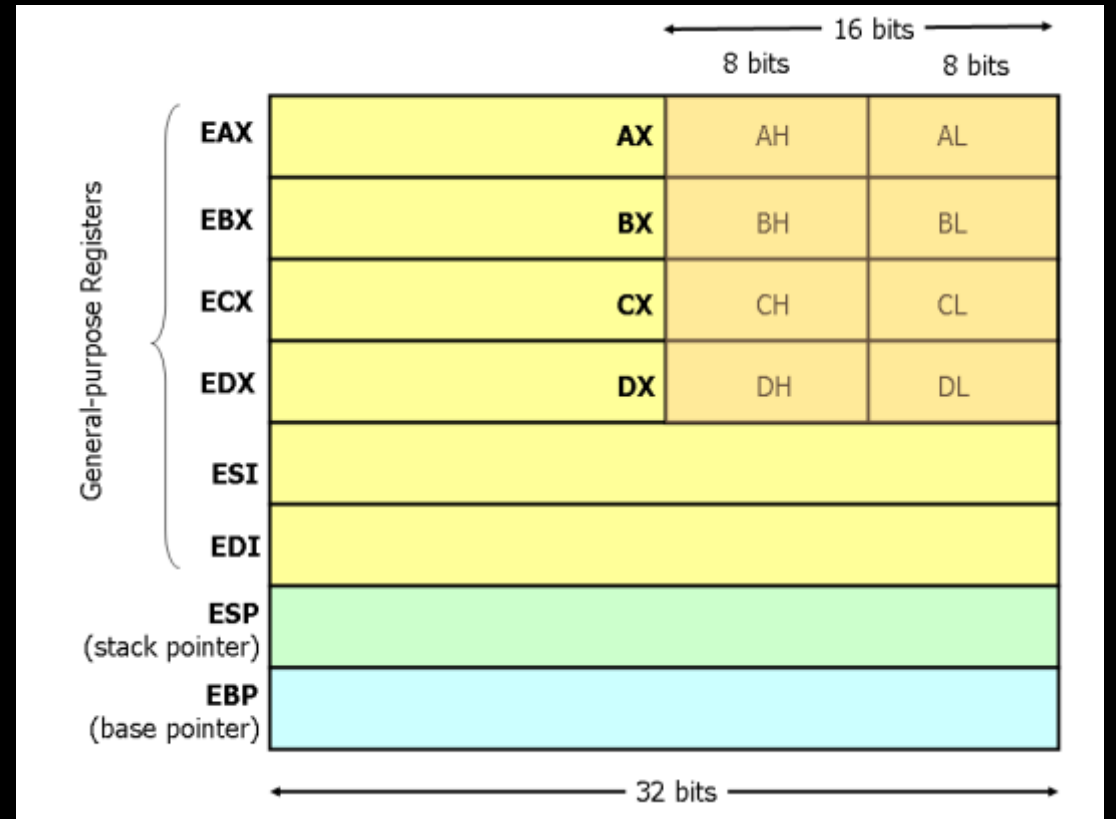 16 bits
8 bits 8 bits
EAX AX AH AL
EBX BX BH BL
ECX CX CH CL
EDX DX DH DL
General-purpose Registers
ESI
EDI
ESP
(stack pointer)
EBP
(base pointer)
32 bits